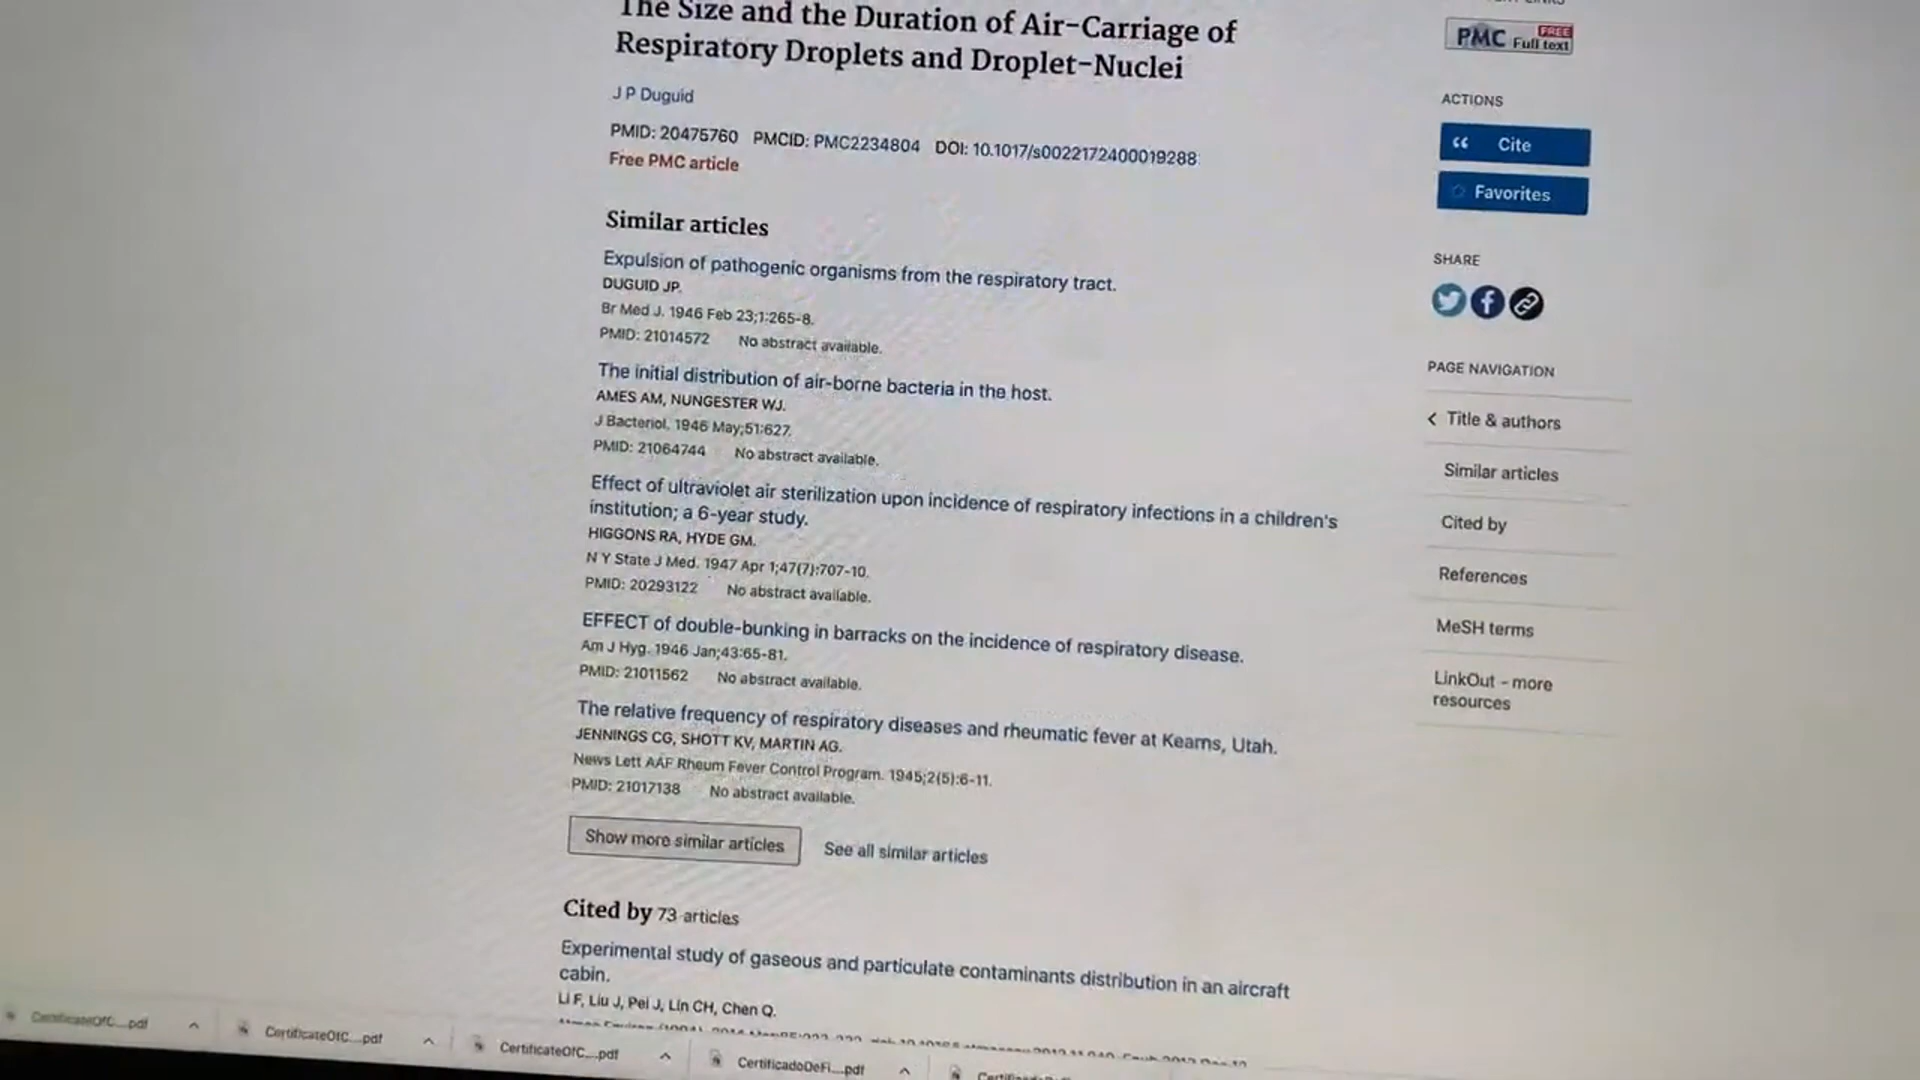 The Size and the Duration of Air-Carriage of
Respiratory Droplets and Droplet-Nuclei
J P Duguid
PMID: 20475760 PMCID: PMC2234804 DOI: 10.1017/s0022172400019288
Free PMC article
Similar articles
Expulsion of pathogenic organisms from the respiratory tract.
DUGUID JP.
Br Med J. 1946 Feb 23;1:265-8.
PMID: 21014572 No abstract available.
The initial distribution of air-borne bacteria in the host.
AMES AM, NUNGESTER WJ.
J Bacteriol. 1946 May;51:627.
PMID: 21064744 No abstract available.
Effect of ultraviolet air sterilization upon incidence of respiratory infections in a children's
institution; a 6-year study.
HIGGONS RA, HYDE GM.
N Y State J Med. 1947 Apr 1;47(7):707-10.
PMID: 20293122 No abstract available.
EFFECT of double-bunking in barracks on the incidence of respiratory disease.
Am J Hyg. 1946 Jan;43:65-81.
PMID: 21011562 No abstract available.
The relative frequency of respiratory diseases and rheumatic fever at Kearns, Utah.
JENNINGS CG, SHOTT KV, MARTIN AG.
News Lett AAF Rheum Fever Control Program. 1945;2(5):6-11.
PMID: 21017138 No abstract available.
Show more similar articles See all similar articles
Cited by 73 articles
Experimental study of gaseous and particulate contaminants distribution in an aircraft
cabin.
Li F, Liu J, Pei J, Lin CH, Chen Q.
PMC FREE Full text
ACTIONS
Cite
Favorites
SHARE
PAGE NAVIGATION
Title & authors
Similar articles
Cited by
References
MeSH terms
LinkOut - more
resources
CertificateOfC....pdf
CertificateOfC....pdf
CertificateOfC....pdf
CertificadoDeFi....pdf